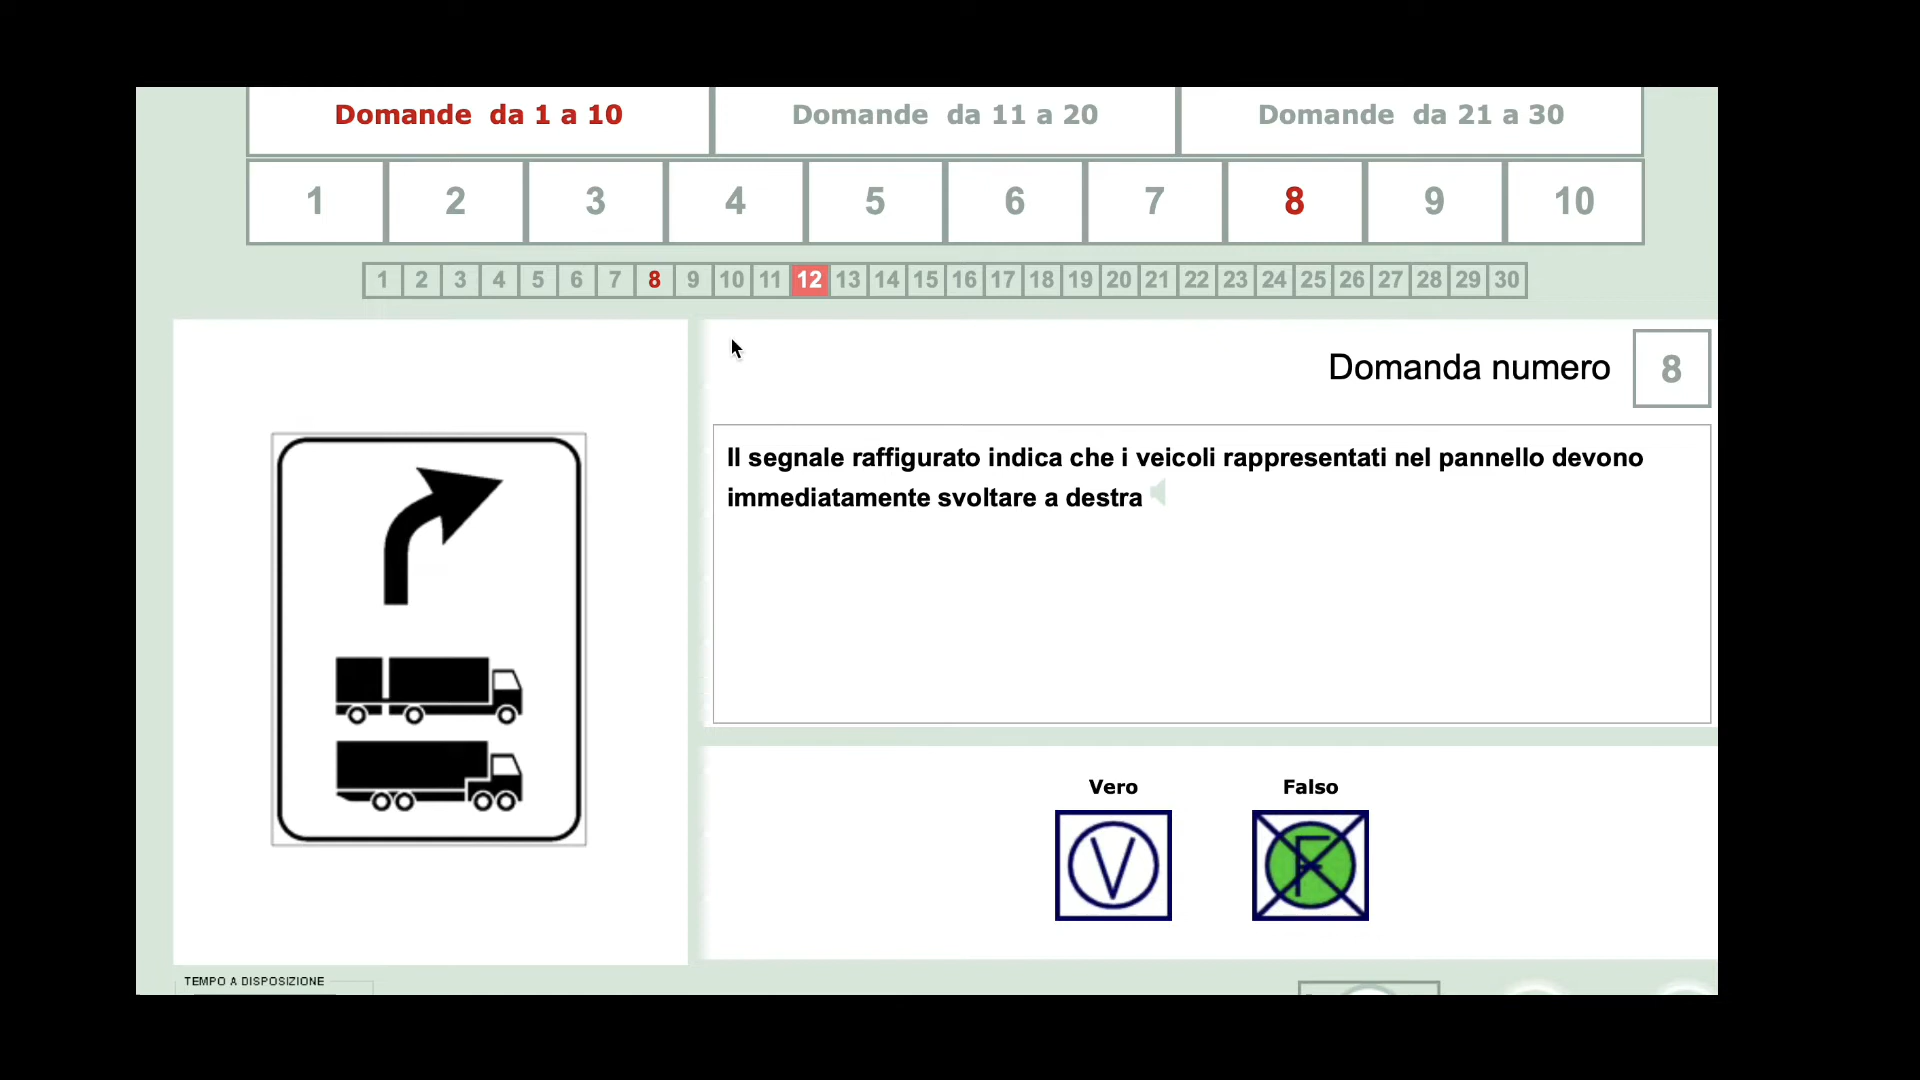 Domande da 1 a 10
Domande da 11 a 20
Domande da 21 a 30
1 2 3 4 5 6 7 8 9 10
1 2 3 4 5 6 7 8 9 10 11 12 13 14 15 16 17 18 19 20 21 22 23 24 25 26 27 28 29 30
Domanda numero 8
Il segnale raffigurato indica che i veicoli rappresentati nel pannello devono
immediatamente svoltare a destra
Vero
Falso
V
F
TEMPO A DISPOSIZIONE